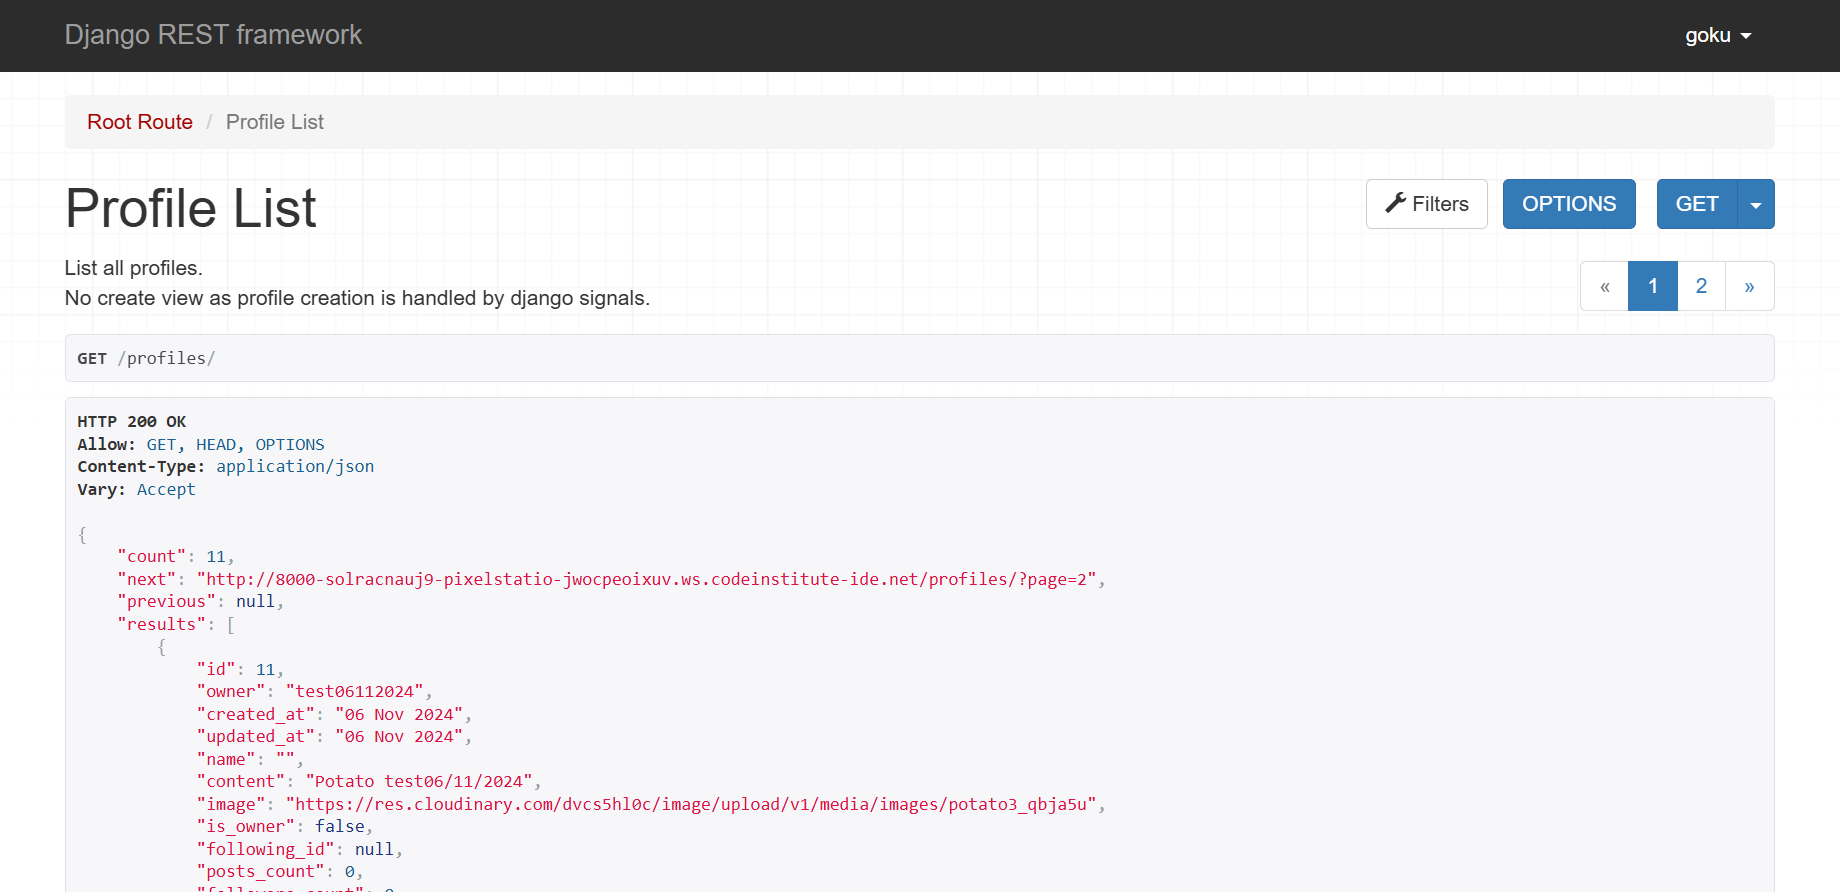 Django REST framework
goku
Root Route / Profile List
Profile List
Filters
OPTIONS
GET
List all profiles.
No create view as profile creation is handled by django signals.
« 1 2 »
GET /profiles/
HTTP 200 OK
Allow: GET, HEAD, OPTIONS
Content-Type: application/json
Vary: Accept
{
    "count": 11,
    "next": "http://8000-solracnauj9-pixelstatio-jwocpeoixuv.ws.codeinstitute-ide.net/profiles/?page=2",
    "previous": null,
    "results": [
        {
            "id": 11,
            "owner": "test06112024",
            "created_at": "06 Nov 2024",
            "updated_at": "06 Nov 2024",
            "name": "",
            "content": "Potato test06/11/2024",
            "image": "https://res.cloudinary.com/dvcs5hl0c/image/upload/v1/media/images/potato3_qbja5u",
            "is_owner": false,
            "following_id": null,
            "posts_count": 0,